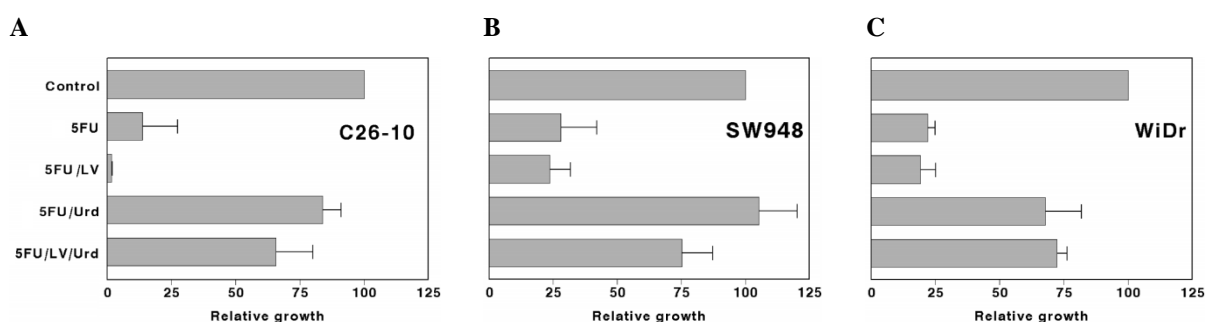 A
B
C
Control
5FU
5FU/LV
5FU/Urd
5FU/LV/Urd
C26-10
0 25 50 75 100 125
Relative growth
SW948
0 25 50 75 100 125
Relative growth
WiDr
0 25 50 75 100 125
Relative growth